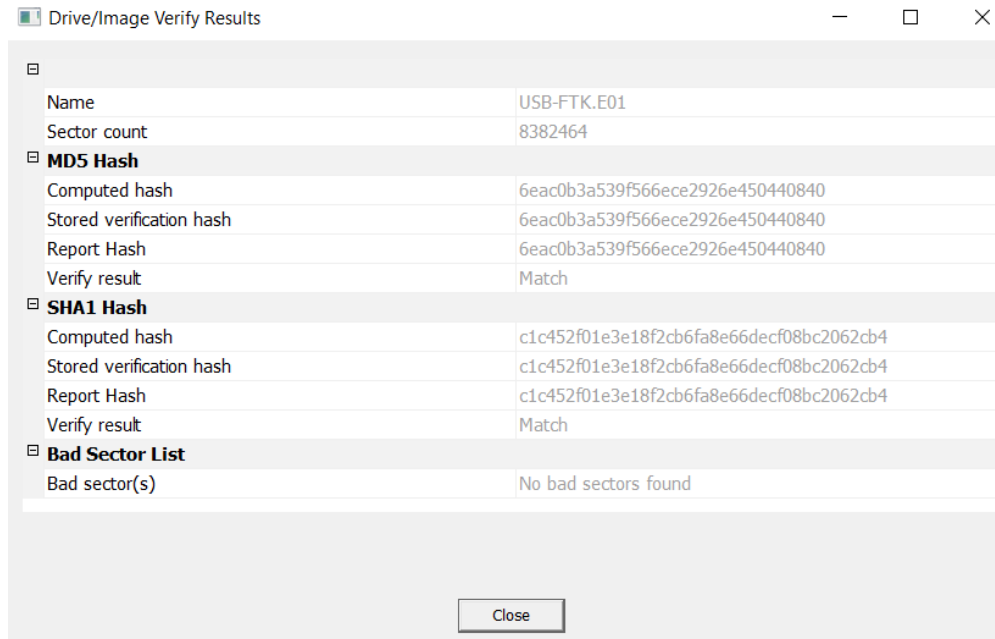 Drive/Image Verify Results
Name USB-FTK.E01
Sector count 8382464
MD5 Hash
Computed hash 6eac0b3a539f566ece2926e450440840
Stored verification hash 6eac0b3a539f566ece2926e450440840
Report Hash 6eac0b3a539f566ece2926e450440840
Verify result Match
SHA1 Hash
Computed hash c1c452f01e3e18f2cb6fa8e66decf08bc2062cb4
Stored verification hash c1c452f01e3e18f2cb6fa8e66decf08bc2062cb4
Report Hash c1c452f01e3e18f2cb6fa8e66decf08bc2062cb4
Verify result Match
Bad Sector List
Bad sector(s) No bad sectors found
Close